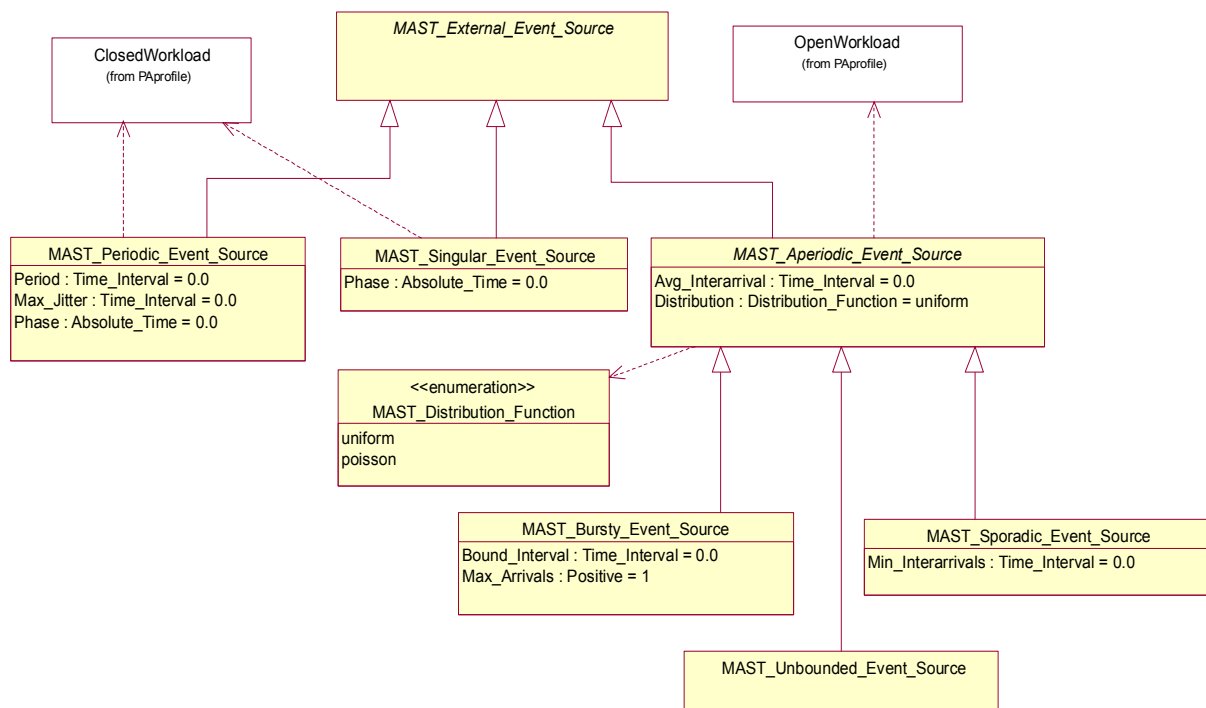 MAST_External_Event_Source
ClosedWorkload
(from PAprofile)
OpenWorkload
(from PAprofile)
MAST_Periodic_Event_Source
Period : Time_Interval = 0.0
Max_Jitter : Time_Interval = 0.0
Phase : Absolute_Time = 0.0
MAST_Singular_Event_Source
Phase : Absolute_Time = 0.0
MAST_Aperiodic_Event_Source
Avg_Interarrival : Time_Interval = 0.0
Distribution : Distribution_Function = uniform
<<enumeration>>
MAST_Distribution_Function
uniform
poisson
MAST_Bursty_Event_Source
Bound_Interval : Time_Interval = 0.0
Max_Arrivals : Positive = 1
MAST_Sporadic_Event_Source
Min_Interarrivals : Time_Interval = 0.0
MAST_Unbounded_Event_Source